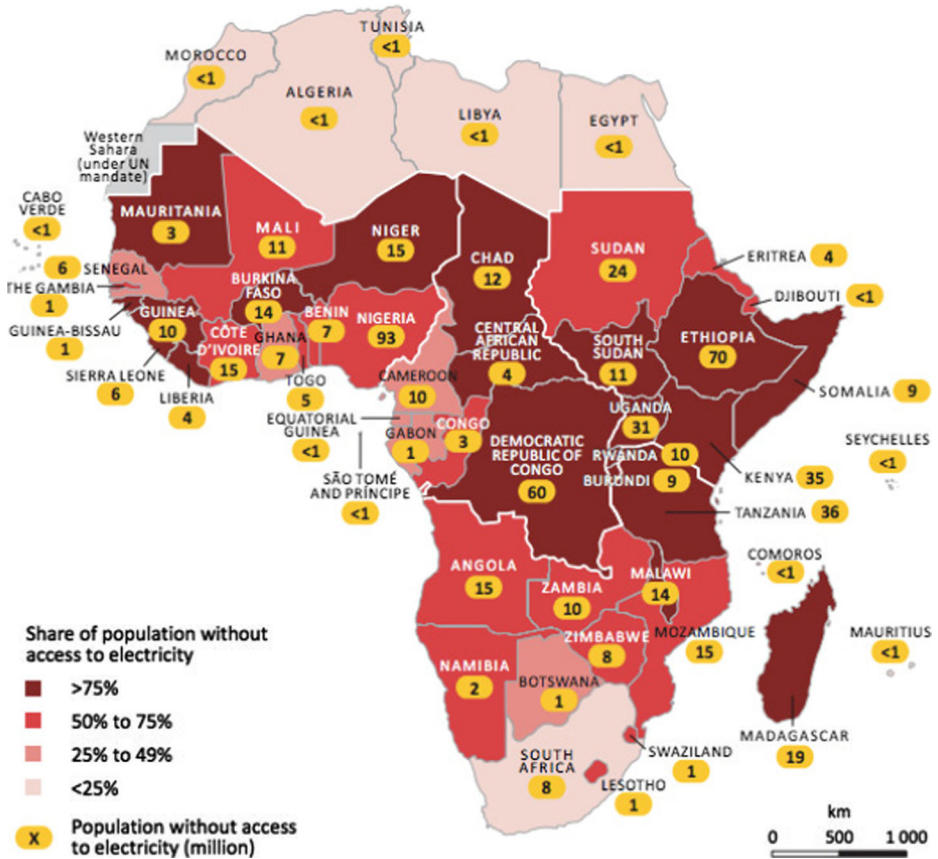 TUNISIA
<1
MOROCCO
<1
ALGERIA
<1
LIBYA
<1
EGYPT
<1
Western
Sahara
(under UN
mandate)
CABO
VERDE
<1
MAURITANIA
3
MALI
11
NIGER
15
CHAD
12
SUDAN
24
ERITREA 4
DJIBOUTI <1
6 SENEGAL
THE GAMBIA
1
GUINEA-BISSAU
1
GUINEA
10
SIERRA LEONE
6
LIBERIA
4
BURKINA
FASO
14
CÔTE
D'IVOIRE
15
GHANA
7
TOGO
5
BENIN
7
NIGERIA
93
CAMEROON
10
CENTRAL
AFRICAN
REPUBLIC
4
SOUTH
SUDAN
11
ETHIOPIA
70
SOMALIA 9
EQUATORIAL
GUINEA
<1
GABON
1
CONGO
3
SÃO TOMÉ
AND PRÍNCIPE
<1
DEMOCRATIC
REPUBLIC OF
CONGO
60
UGANDA
31
RWANDA 10
BURUNDI 9
KENYA 35
TANZANIA 36
SEYCHELLES
<1
COMOROS
<1
ANGOLA
15
ZAMBIA
10
MALAWI
14
MOZAMBIQUE
15
ZIMBABWE
8
NAMIBIA
2
BOTSWANA
1
SOUTH
AFRICA
8
SWAZILAND
1
LESOTHO
1
MADAGASCAR
19
MAURITIUS
<1
Share of population without
access to electricity
>75%
50% to 75%
25% to 49%
<25%
X Population without access
to electricity (million)
km
0 500 1 000